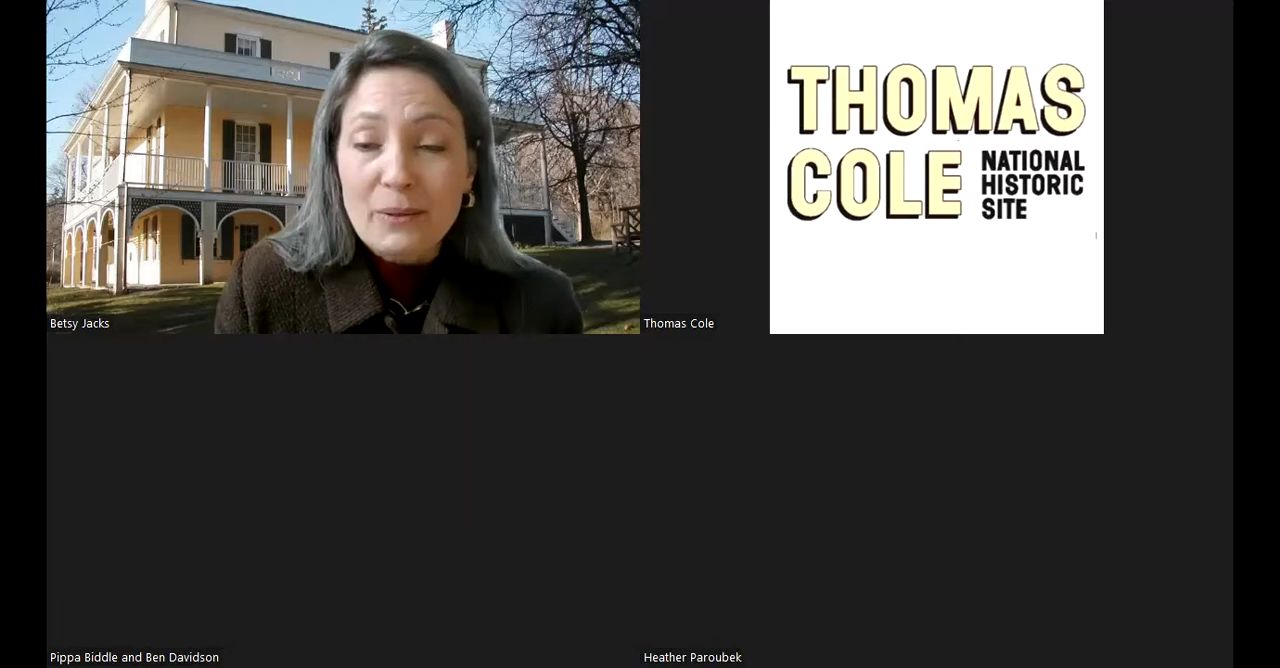 THOMAS
COLE NATIONAL
HISTORIC
SITE
Betsy Jacks
Thomas Cole
Pippa Biddle and Ben Davidson
Heather Paroubek